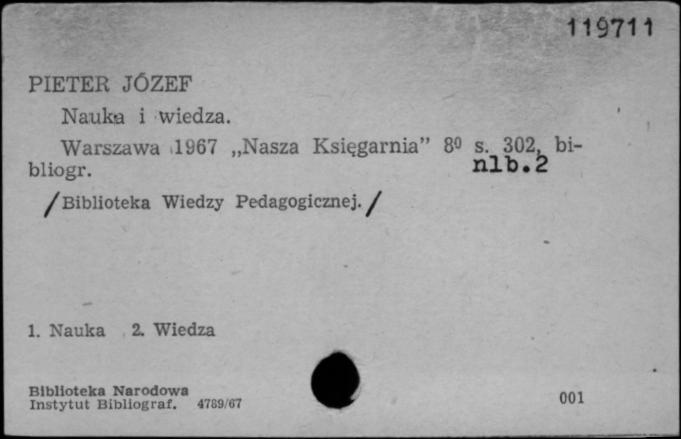 119711
PIETER JÓZEF
Nauka i wiedza.
Warszawa 1967 „Nasza Księgarnia” 8⁰ s. 302, bi-
bliogr. nlb.2
/Biblioteka Wiedzy Pedagogicznej./
1. Nauka 2. Wiedza
Biblioteka Narodowa
Instytut Bibliograf. 4789/67
001